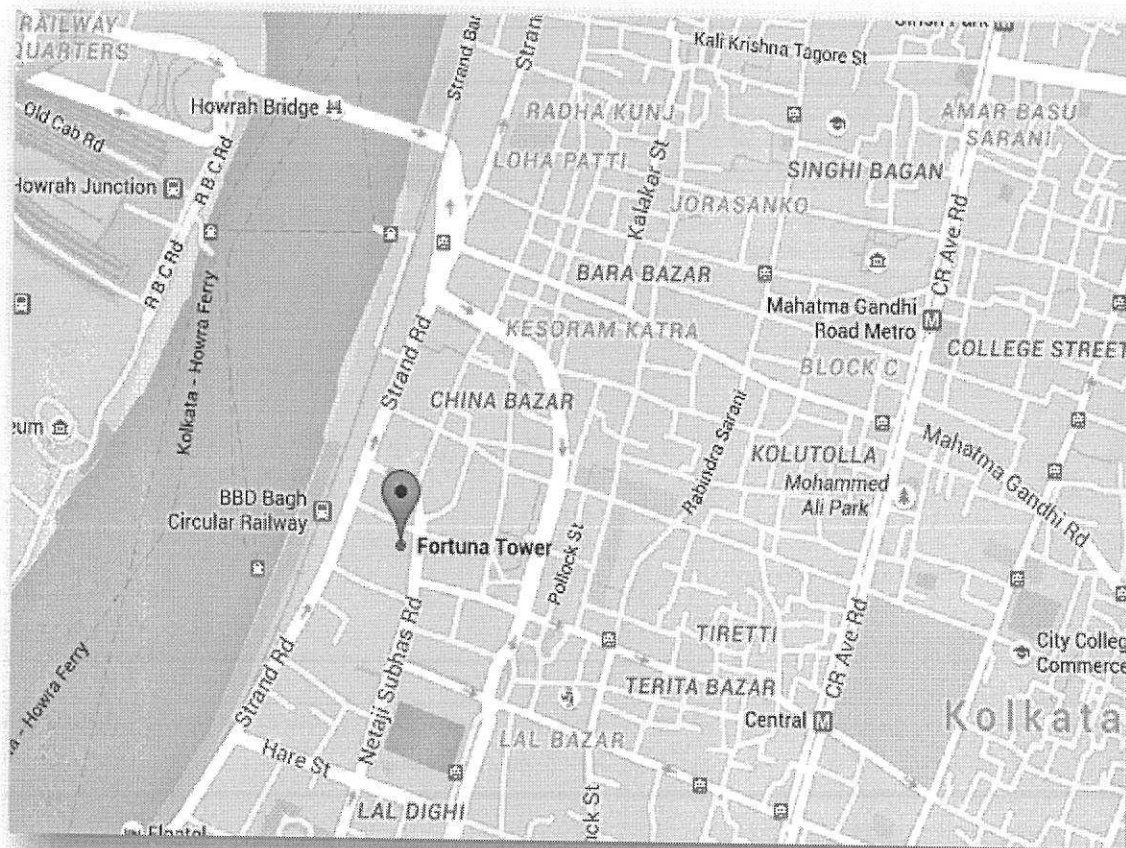 RAILWAY
QUARTERS
Old Cab Rd
Howrah Junction
R B C Rd
R B C Rd
Howrah Bridge
Kolkata - Howra Ferry
Strand
Strand Rd
Kali Krishna Tagore St
RADHA KUNJ
LOHA PATTI
Kalakar St
JORASANKO
SINGHI BAGAN
AMAR BASU
SARANI
CR Ave Rd
BARA BAZAR
Mahatma Gandhi
Road Metro
M
KESORAM KATRA
BLOCK C
COLLEGE STREET
CHINA BAZAR
Rabindra Sarani
KOLUTOLLA
Mohammed
Ali Park
Mahatma Gandhi Rd
BBD Bagh
Circular Railway
Fortuna Tower
Pollock St
Howra Ferry
Strand Rd
Netaji Subhas Rd
TIRETTI
TERITA BAZAR
CR Ave Rd
Central
M
City
Commerce
Kolkata
LAL BAZAR
Hare St
LAL DIGHI